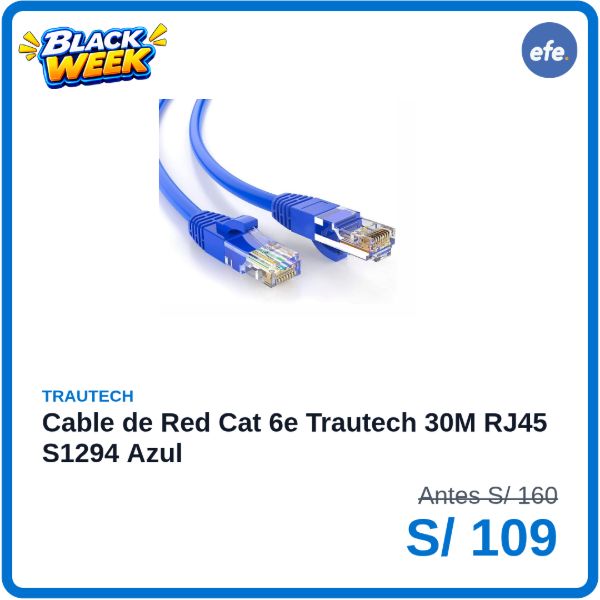 BLACK
WEEK
efe.
TRAUTECH
Cable de Red Cat 6e Trautech 30M RJ45
S1294 Azul
Antes S/ 160
S/ 109